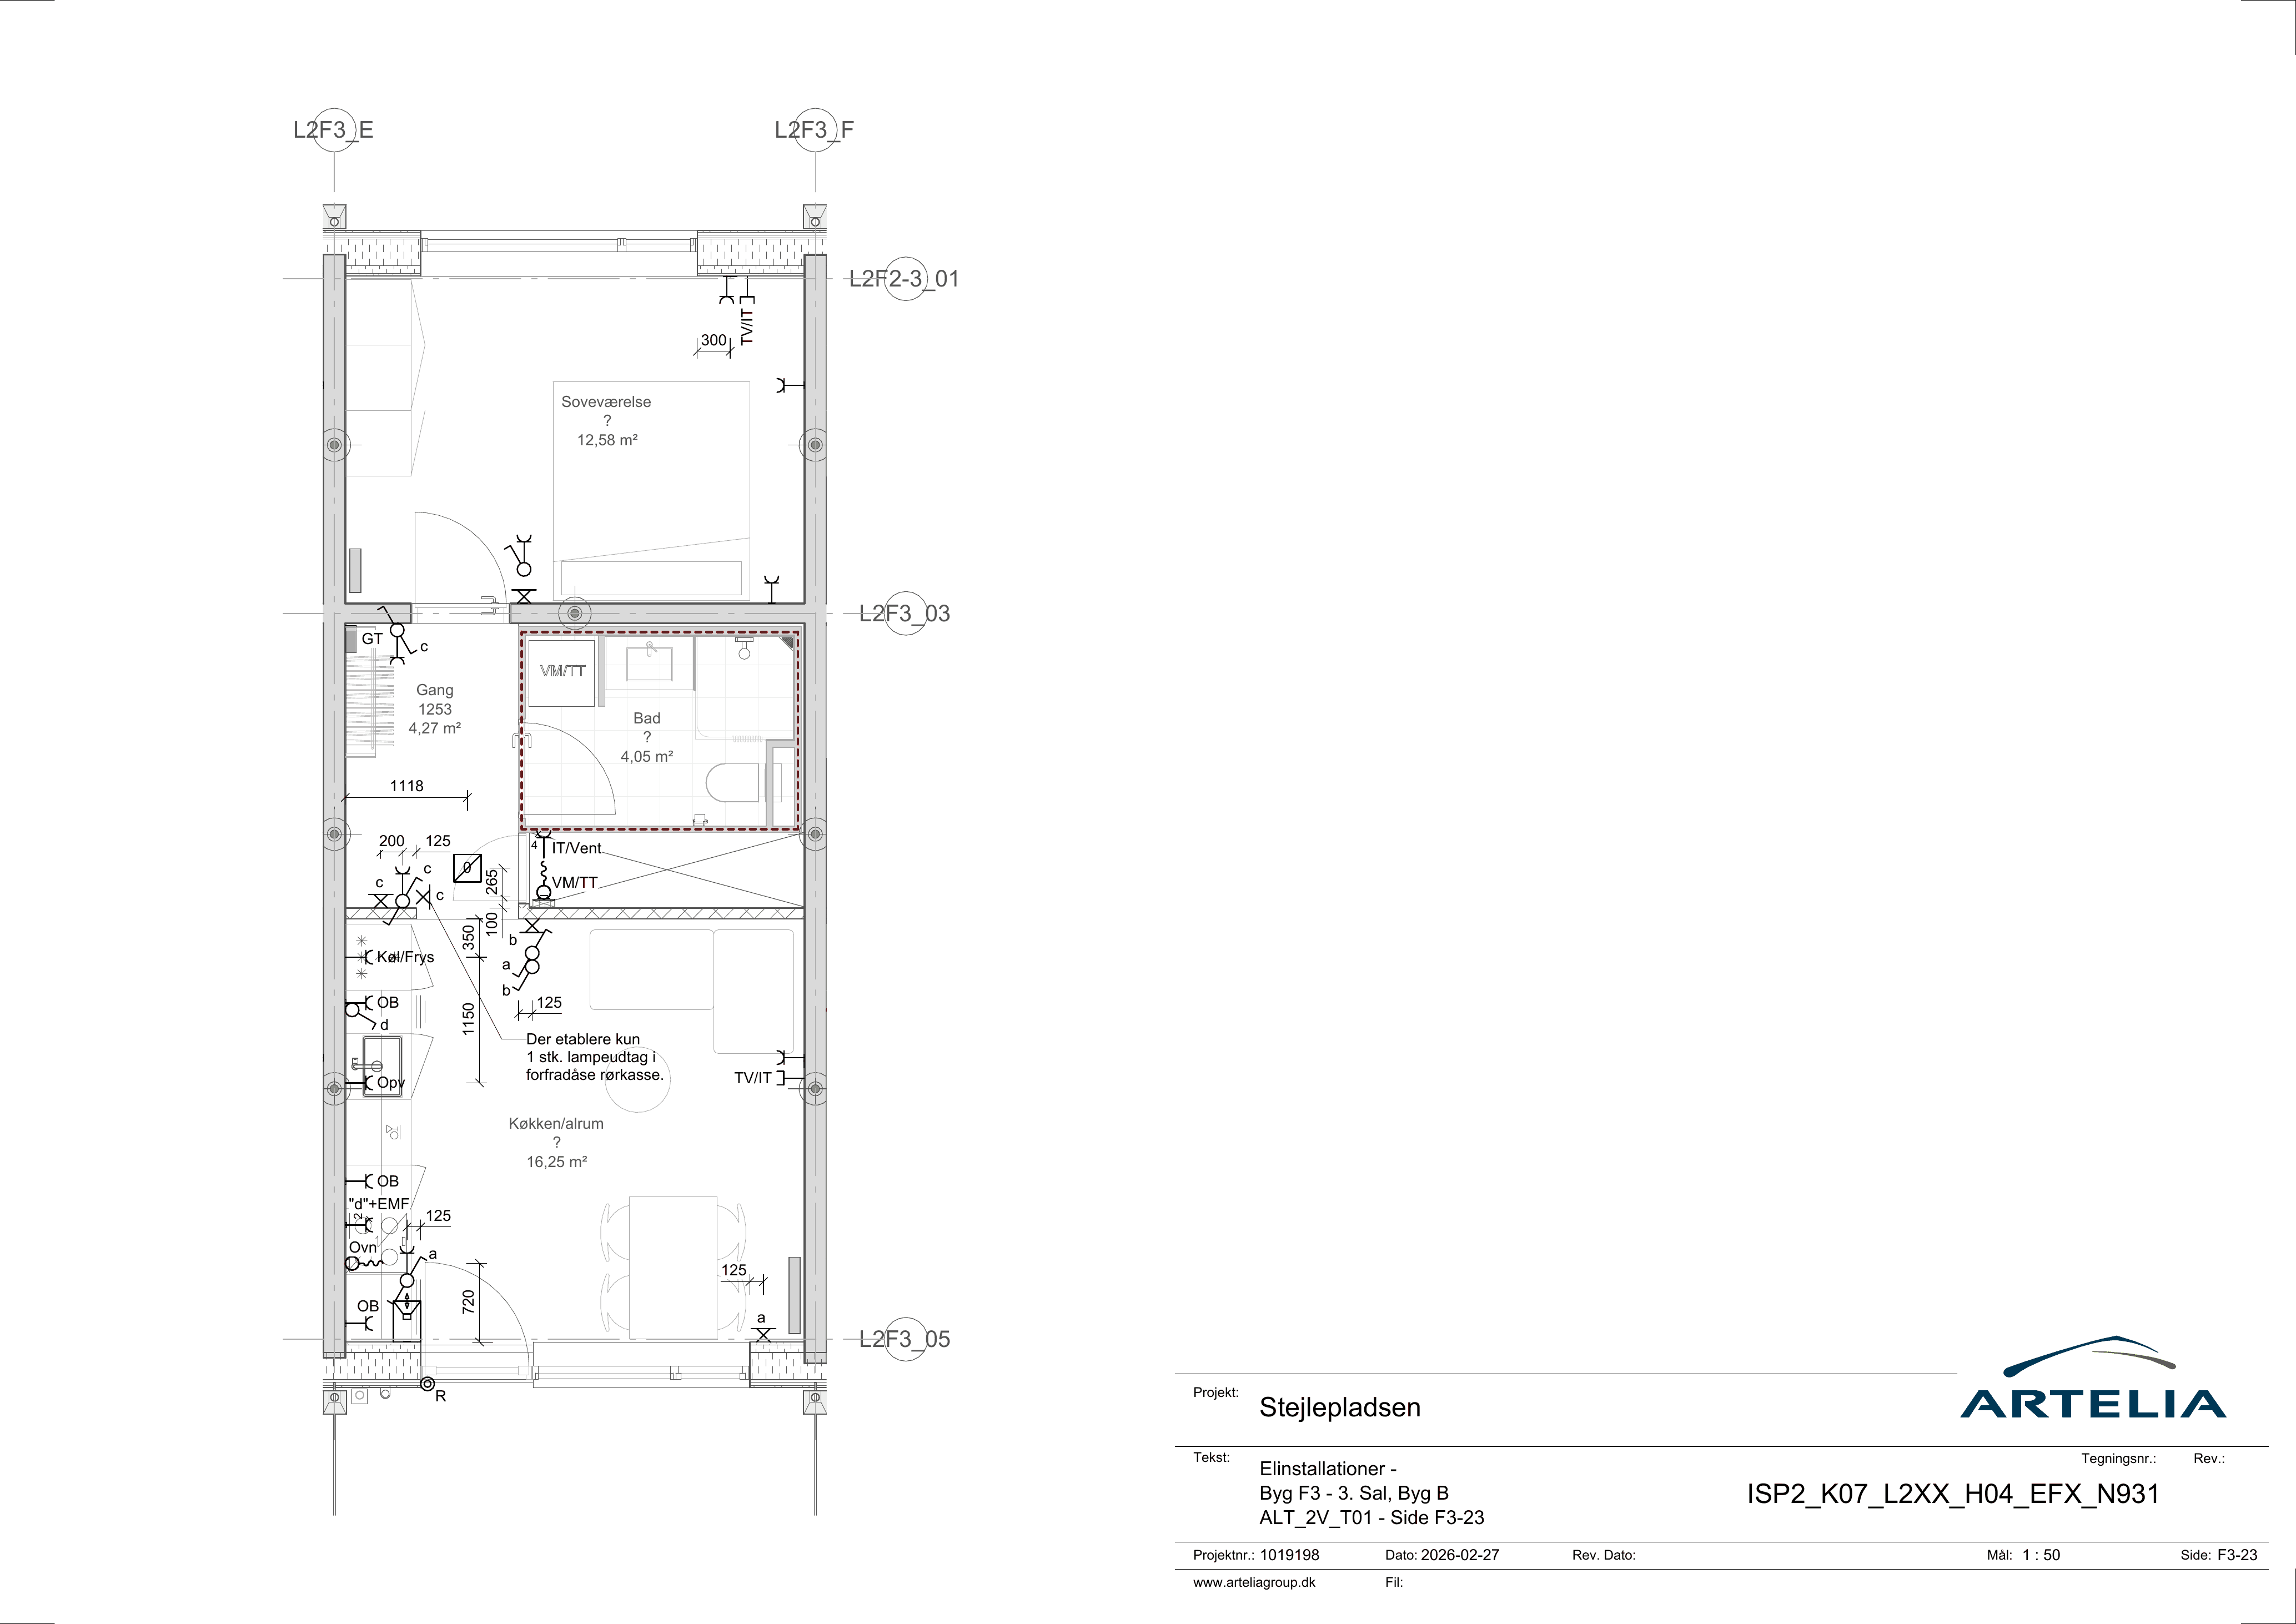 L2F3_E
L2F3_F
L2F2-3_01
TV/IT
300
Soveværelse
?
12,58 m²
L2F3_03
GT
c
VM/TT
Gang
1253
4,27 m²
Bad
?
4,05 m²
1118
200
125
4
IT/Vent
c
0
265
VM/TT
c
c
100
350
b
a
b
Køl/Frys
OB
d
125
1150
Der etablere kun
1 stk. lampeudtag i
forfradåse rørkasse.
Opv
TV/IT
Køkken/alrum
?
16,25 m²
OB
"d"+EMF
2
125
Ovn
a
125
720
OB
a
L2F3_05
R
ARTELIA
Projekt:
Stejlepladsen
Tekst:
Elinstallationer -
Byg F3 - 3. Sal, Byg B
ALT_2V_T01 - Side F3-23
Tegningsnr.:
Rev.:
ISP2_K07_L2XX_H04_EFX_N931
Projektnr.: 1019198
Dato: 2026-02-27
Rev. Dato:
Mål: 1 : 50
Side: F3-23
www.arteliagroup.dk
Fil: